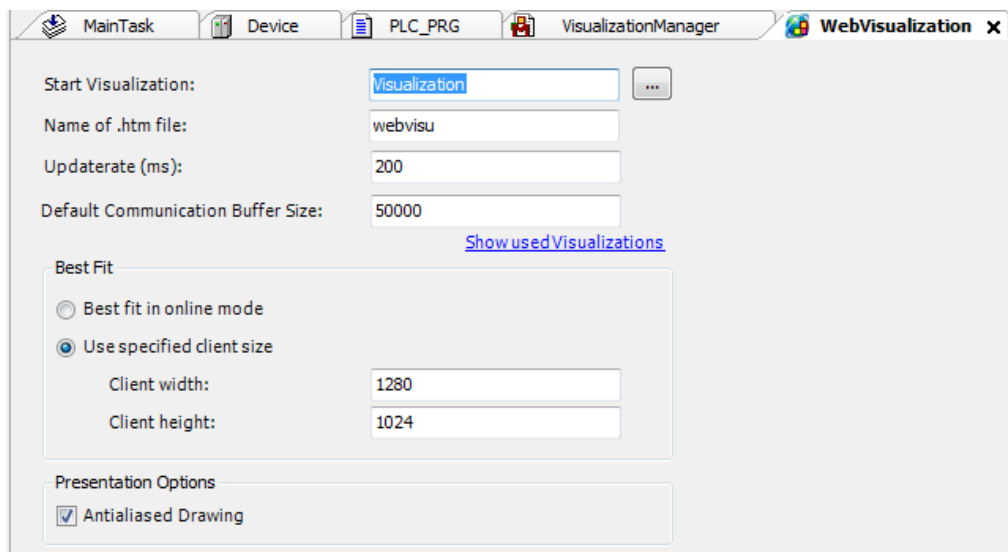 MainTask Device PLC_PRG VisualizationManager WebVisualization x
Start Visualization: Visualization ...
Name of .htm file: webvisu
Updaterate (ms): 200
Default Communication Buffer Size: 50000
Show used Visualizations
Best Fit
Best fit in online mode
Use specified client size
Client width: 1280
Client height: 1024
Presentation Options
Antialiased Drawing